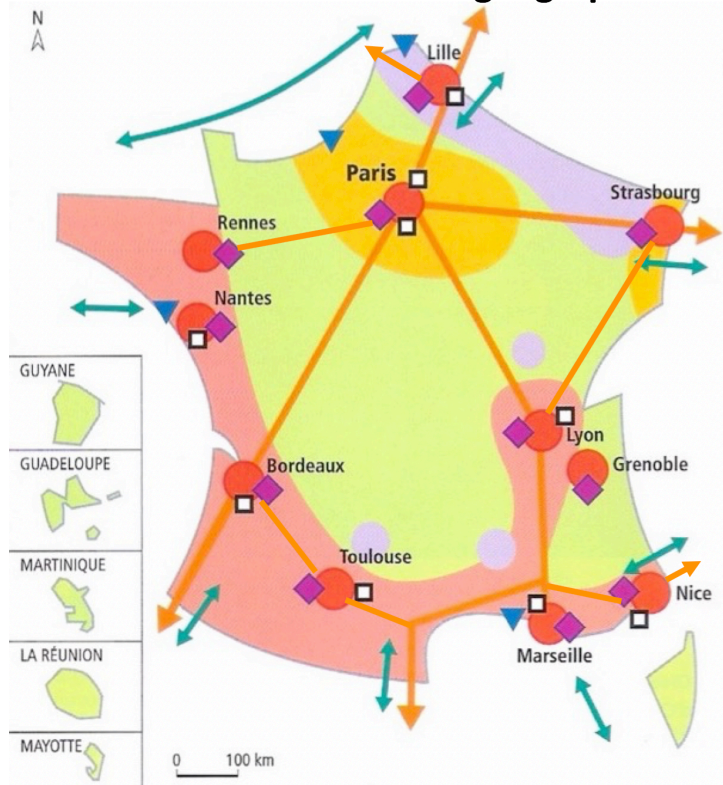 N
Lille
Paris
Strasbourg
Rennes
Nantes
GUYANE
Lyon
GUADELOUPE
Bordeaux
Grenoble
MARTINIQUE
Toulouse
Nice
Marseille
LA RÉUNION
MAYOTTE
0 100 km